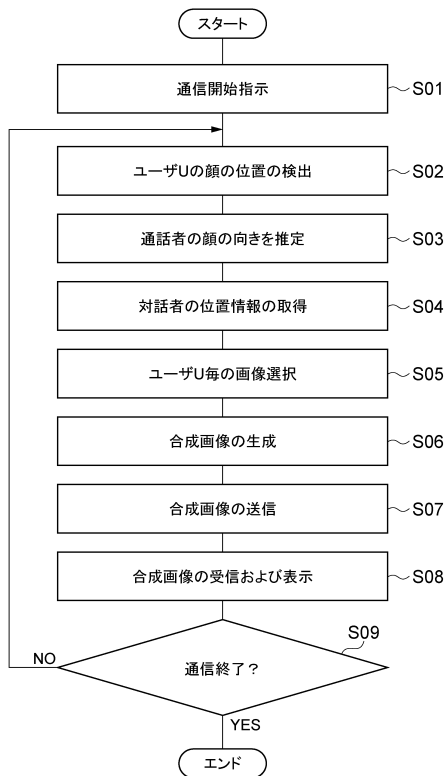 スタート
通信開始指示 S01
ユーザUの顔の位置の検出 S02
通話者の顔の向きを推定 S03
対話者の位置情報の取得 S04
ユーザU毎の画像選択 S05
合成画像の生成 S06
合成画像の送信 S07
合成画像の受信および表示 S08
S09
NO 通信終了？
YES
エンド